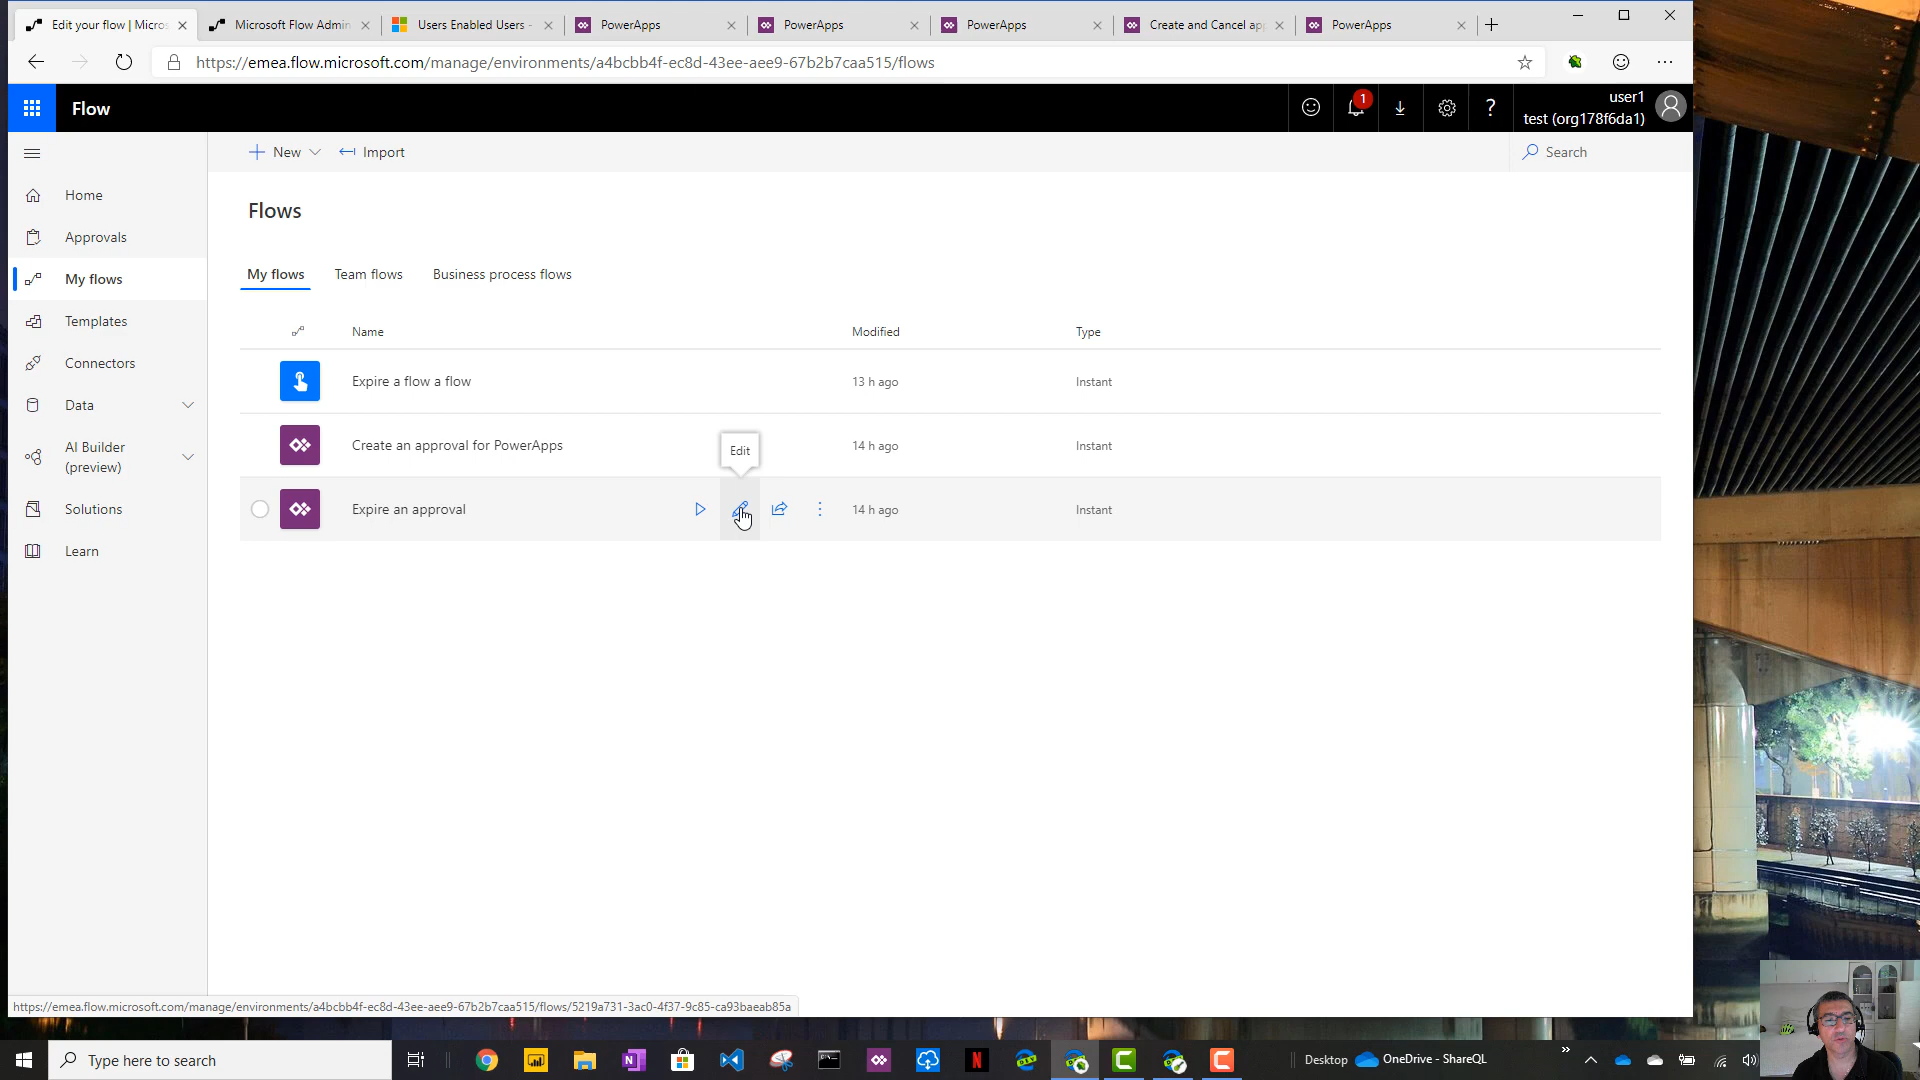 Edit your flow | Micros
Microsoft Flow Admin
Users Enabled Users -
PowerApps
PowerApps
PowerApps
Create and Cancel app
PowerApps
https://emea.flow.microsoft.com/manage/environments/a4bcbb4f-ec8d-43ee-aee9-67b2b7caa515/flows
Flow
1
?
user1
test (org178f6da1)
New
Import
Search
Home
Approvals
My flows
Templates
Connectors
Data
AI Builder
(preview)
Solutions
Learn
Flows
My flows
Team flows
Business process flows
Name
Modified
Type
Expire a flow a flow
13 h ago
Instant
Create an approval for PowerApps
14 h ago
Instant
Edit
Expire an approval
14 h ago
Instant
https://emea.flow.microsoft.com/manage/environments/a4bcbb4f-ec8d-43ee-aee9-67b2b7caa515/flows/5219a731-3ac0-4f37-9c85-ca93baeab85a
Type here to search
Desktop
OneDrive - ShareQL